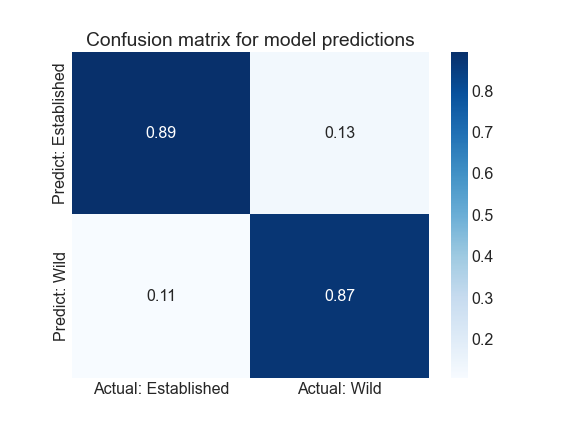 Confusion matrix for model predictions
Predict: Established
0.89
0.13
Predict: Wild
0.11
0.87
Actual: Established
Actual: Wild
0.8
0.7
0.6
0.5
0.4
0.3
0.2